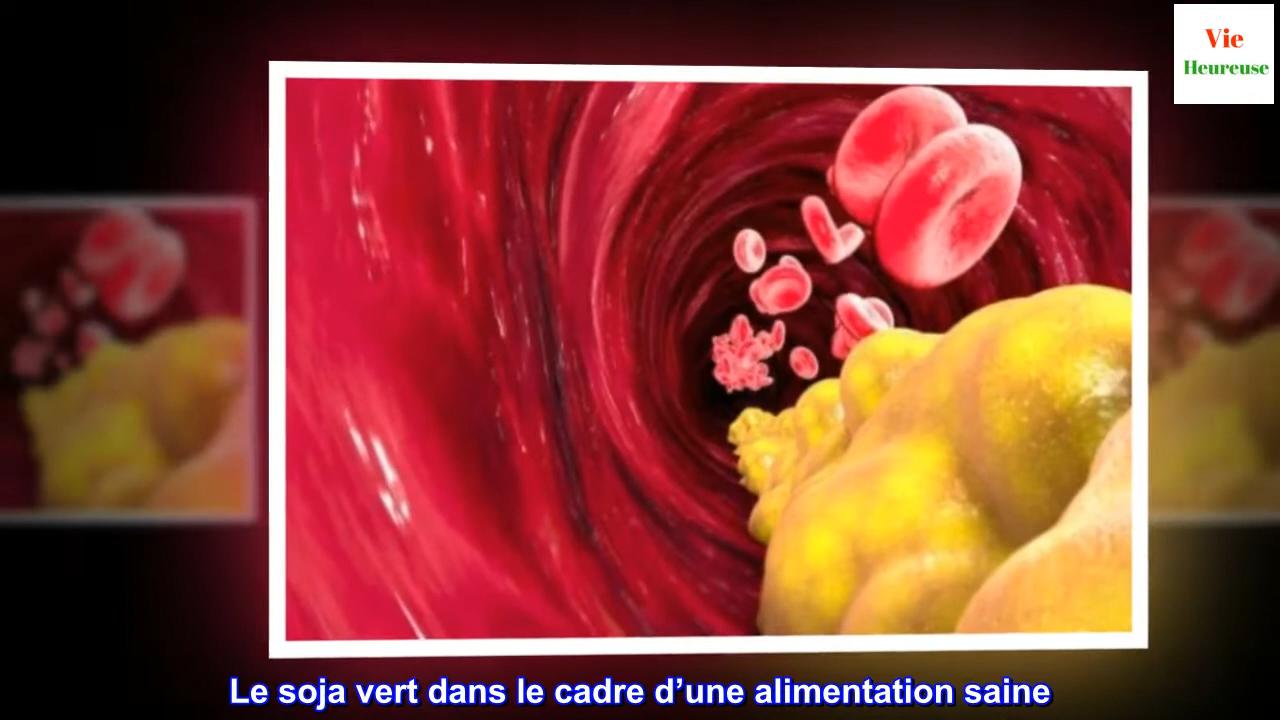 Vie
Heureuse
Le soja vert dans le cadre d’une alimentation saine